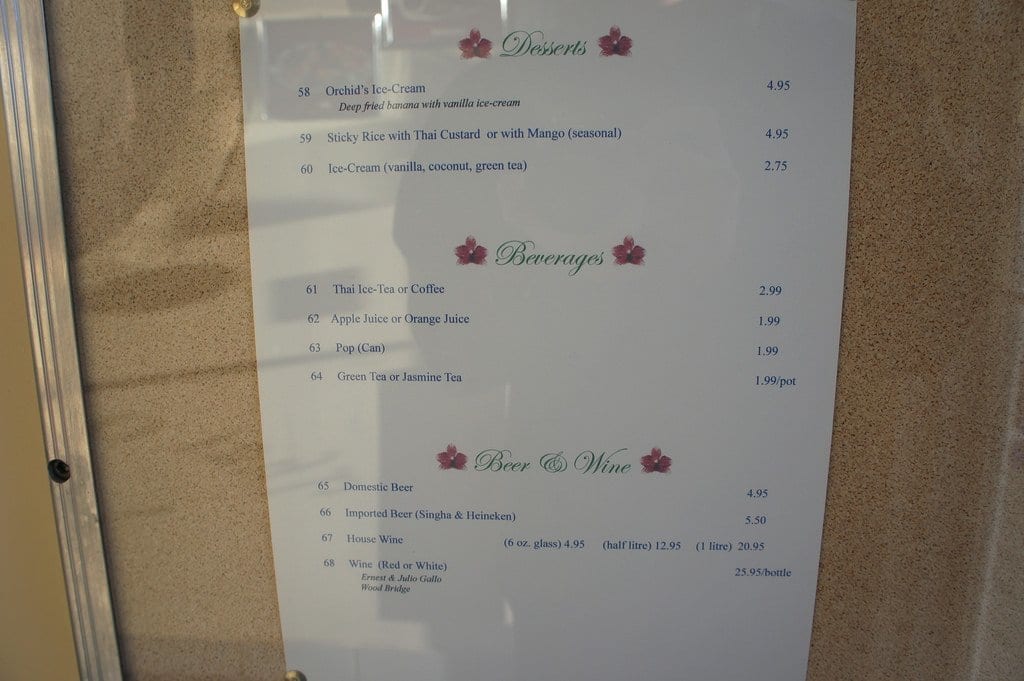 Desserts
58 Orchid's Ice-Cream 4.95
Deep fried banana with vanilla ice-cream
59 Sticky Rice with Thai Custard or with Mango (seasonal) 4.95
60 Ice-Cream (vanilla, coconut, green tea) 2.75
Beverages
61 Thai Ice-Tea or Coffee 2.99
62 Apple Juice or Orange Juice 1.99
63 Pop (Can) 1.99
64 Green Tea or Jasmine Tea 1.99/pot
Beer & Wine
65 Domestic Beer 4.95
66 Imported Beer (Singha & Heineken) 5.50
67 House Wine (6 oz. glass) 4.95 (half litre) 12.95 (1 litre) 20.95
68 Wine (Red or White) 25.95/bottle
Ernest & Julio Gallo
Wood Bridge